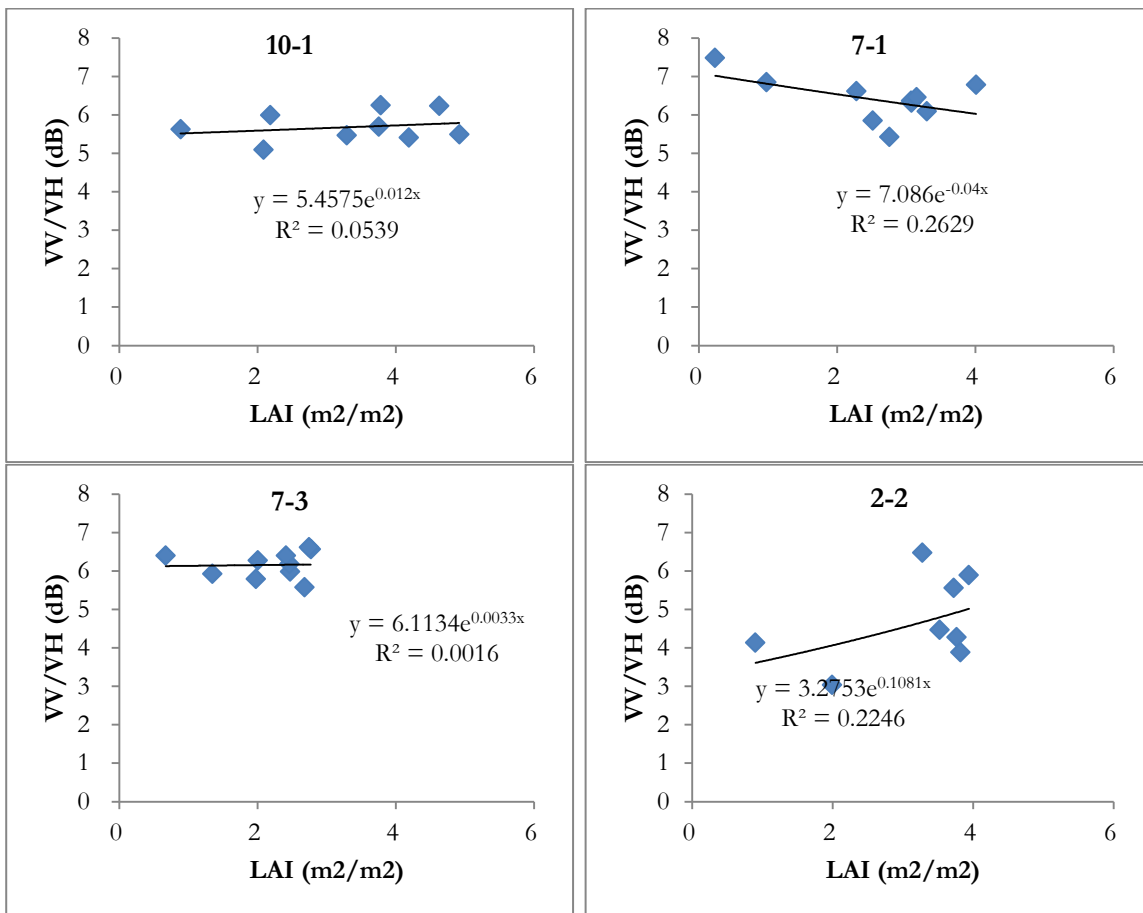 10-1
VV/VH (dB)
8
7
6
5
4
3
2
1
0
y = 5.4575e^0.012x
R² = 0.0539
0 2 4 6
LAI (m2/m2)
7-1
VV/VH (dB)
8
7
6
5
4
3
2
1
0
y = 7.086e^-0.04x
R² = 0.2629
0 2 4 6
LAI (m2/m2)
7-3
VV/VH (dB)
8
7
6
5
4
3
2
1
0
y = 6.1134e^0.0033x
R² = 0.0016
0 2 4 6
LAI (m2/m2)
2-2
VV/VH (dB)
8
7
6
5
4
3
2
1
0
y = 3.2753e^0.1081x
R² = 0.2246
0 2 4 6
LAI (m2/m2)